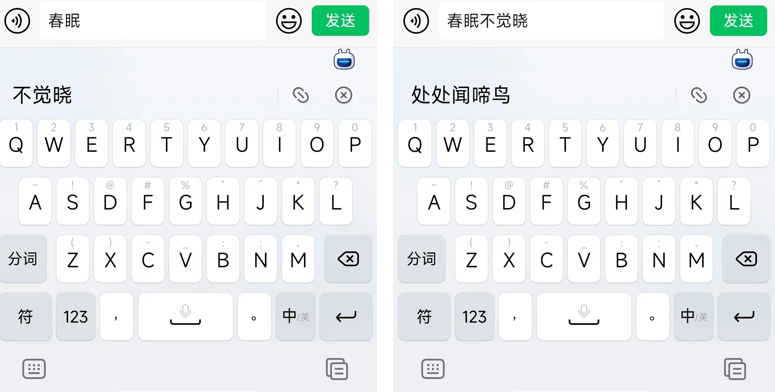 春眠
发送
不觉晓
1 2 3 4 5 6 7 8 9 0
Q W E R T Y U I O P
~ ! @ # % " " * ?
A S D F G H J K L
( ) - _ : ; 、
分词 Z X C V B N M
符 123 , 。 中/英
春眠不觉晓
发送
处处闻啼鸟
1 2 3 4 5 6 7 8 9 0
Q W E R T Y U I O P
~ ! @ # % " " * ?
A S D F G H J K L
( ) - _ : ; 、
分词 Z X C V B N M
符 123 , 。 中/英